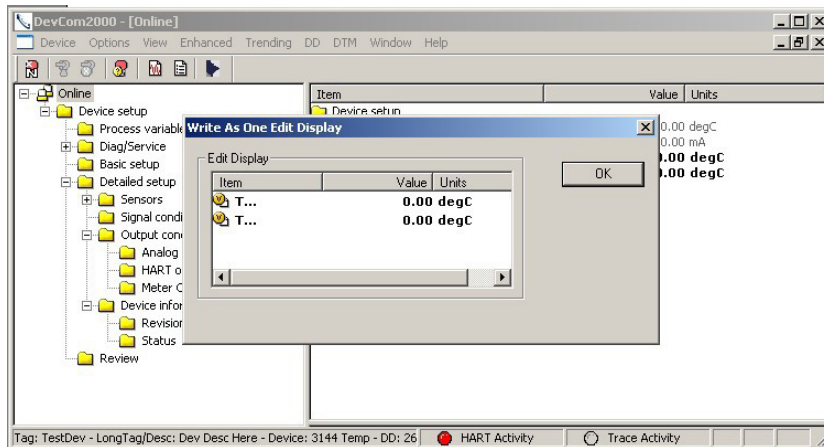 DevCom2000 - [Online]
Device Options View Enhanced Trending DD DTM Window Help
Online
Device setup
Process variable
Diag/Service
Basic setup
Detailed setup
Sensors
Signal condi
Output con
Analog
HART o
Meter
Device infor
Revision
Status
Review
Item Value Units
Device setup
0.00 degC
0.00 mA
0.00 degC
0.00 degC
Write As One Edit Display
Edit Display
Item Value Units
T... 0.00 degC
T... 0.00 degC
OK
Tag: TestDev - LongTag/Desc: Dev Desc Here - Device: 3144 Temp - DD: 26 HART Activity Trace Activity